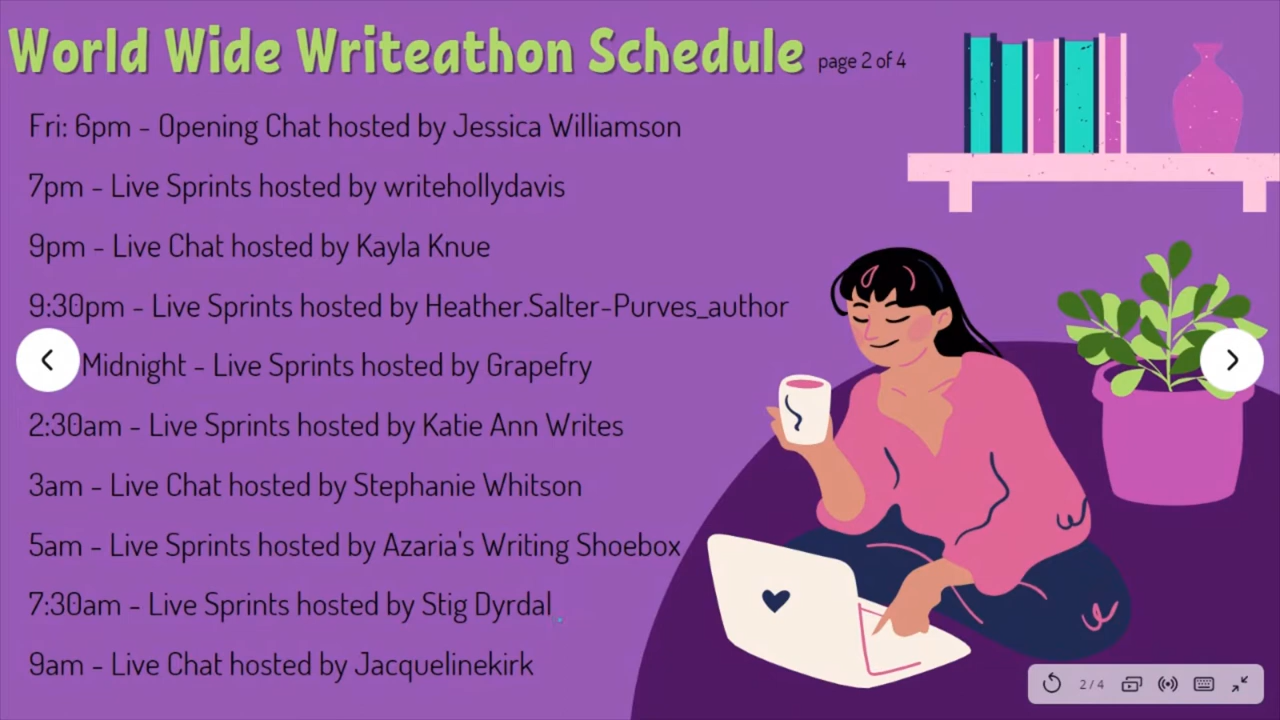 World Wide Writeathon Schedule page 2 of 4
Fri: 6pm - Opening Chat hosted by Jessica Williamson
7pm - Live Sprints hosted by writehollydavis
9pm - Live Chat hosted by Kayla Knue
9:30pm - Live Sprints hosted by Heather.Salter-Purves_author
Midnight - Live Sprints hosted by Grapefry
2:30am - Live Sprints hosted by Katie Ann Writes
3am - Live Chat hosted by Stephanie Whitson
5am - Live Sprints hosted by Azaria's Writing Shoebox
7:30am - Live Sprints hosted by Stig Dyrdal
9am - Live Chat hosted by Jacquelinekirk
2/4